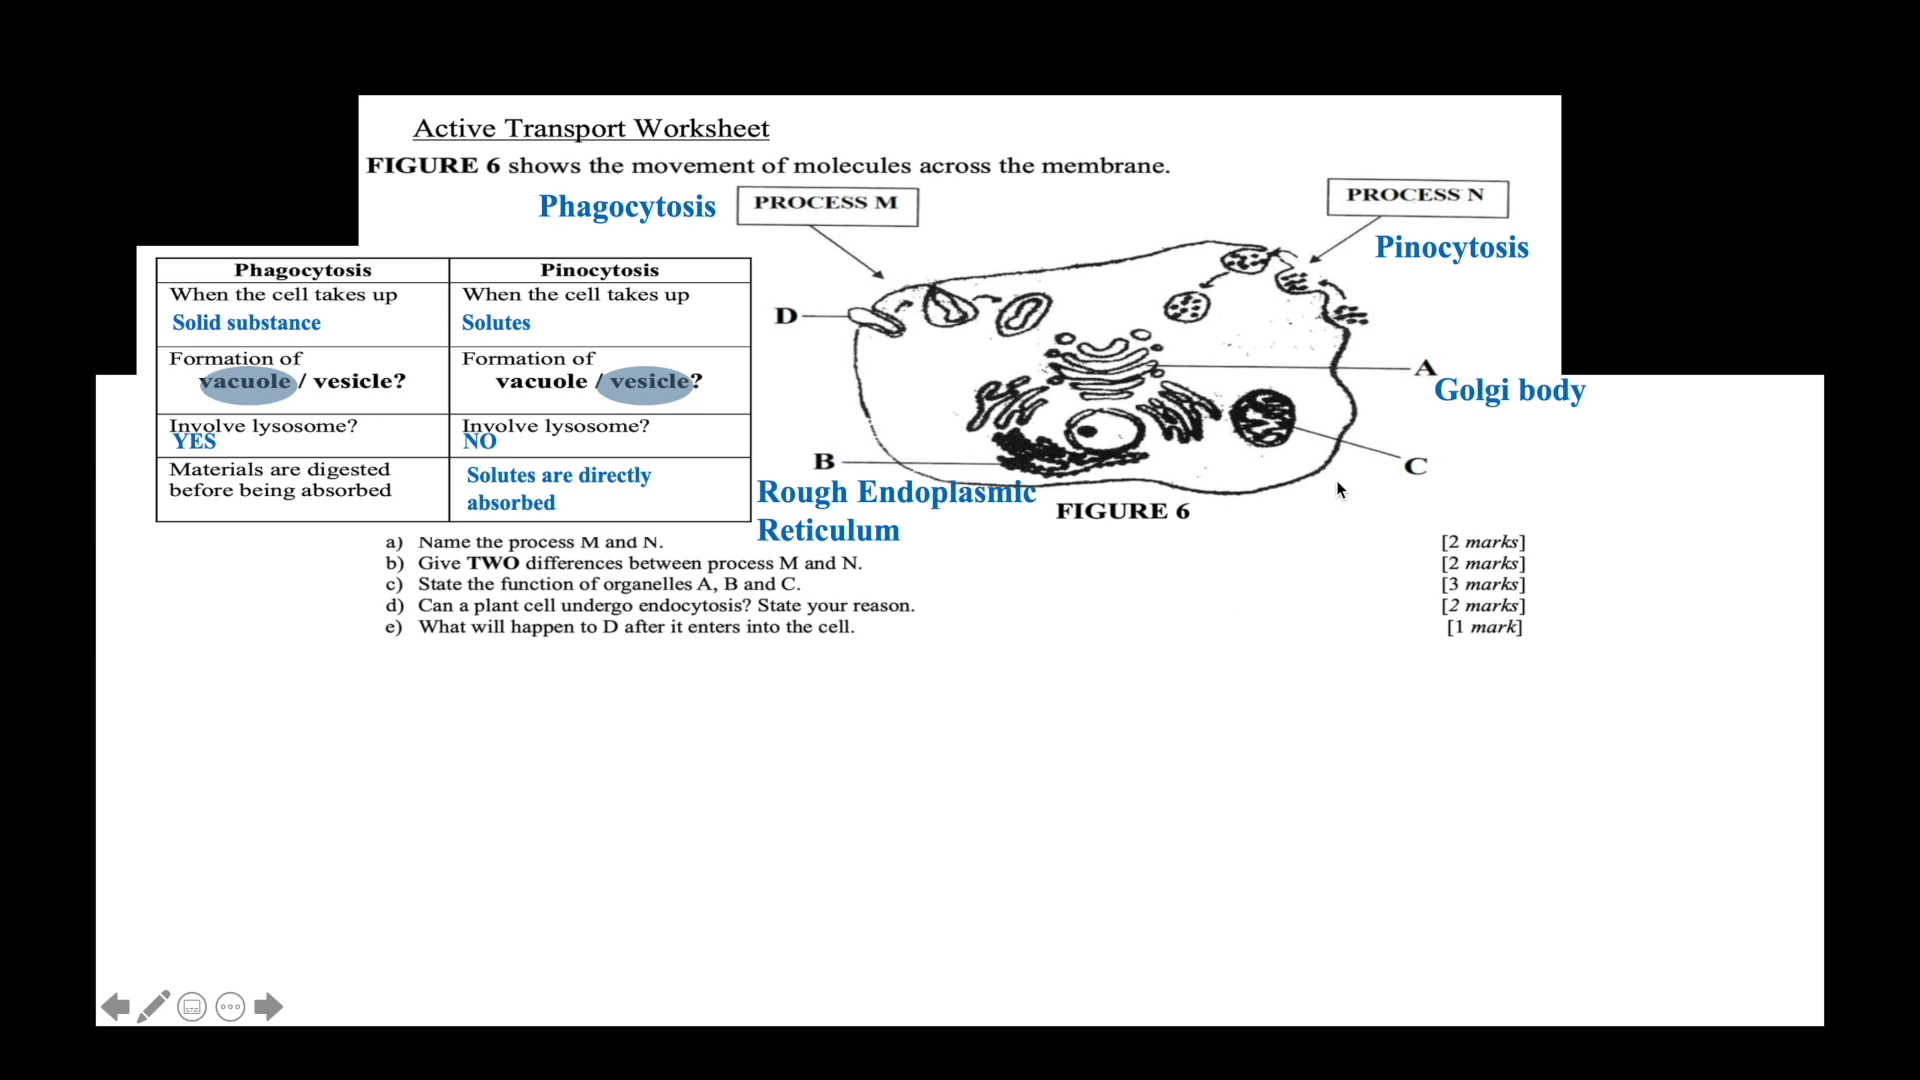 Active Transport Worksheet
FIGURE 6 shows the movement of molecules across the membrane.
Phagocytosis
PROCESS M
PROCESS N
Pinocytosis
Phagocytosis
Pinocytosis
When the cell takes up
Solid substance
When the cell takes up
Solutes
Formation of
vacuole / vesicle?
Formation of
vacuole / vesicle?
Involve lysosome?
YES
Involve lysosome?
NO
Materials are digested
before being absorbed
Solutes are directly
absorbed
D
A
Golgi body
B
C
Rough Endoplasmic
Reticulum
FIGURE 6
a) Name the process M and N. [2 marks]
b) Give TWO differences between process M and N. [2 marks]
c) State the function of organelles A, B and C. [3 marks]
d) Can a plant cell undergo endocytosis? State your reason. [2 marks]
e) What will happen to D after it enters into the cell. [1 mark]